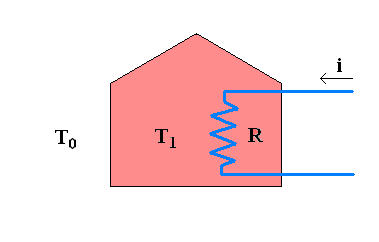 i
T₀ T₁ R